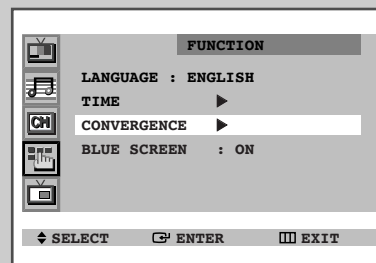 FUNCTION
LANGUAGE : ENGLISH
TIME ▶
CH
CONVERGENCE ▶
BLUE SCREEN : ON
SELECT ENTER EXIT